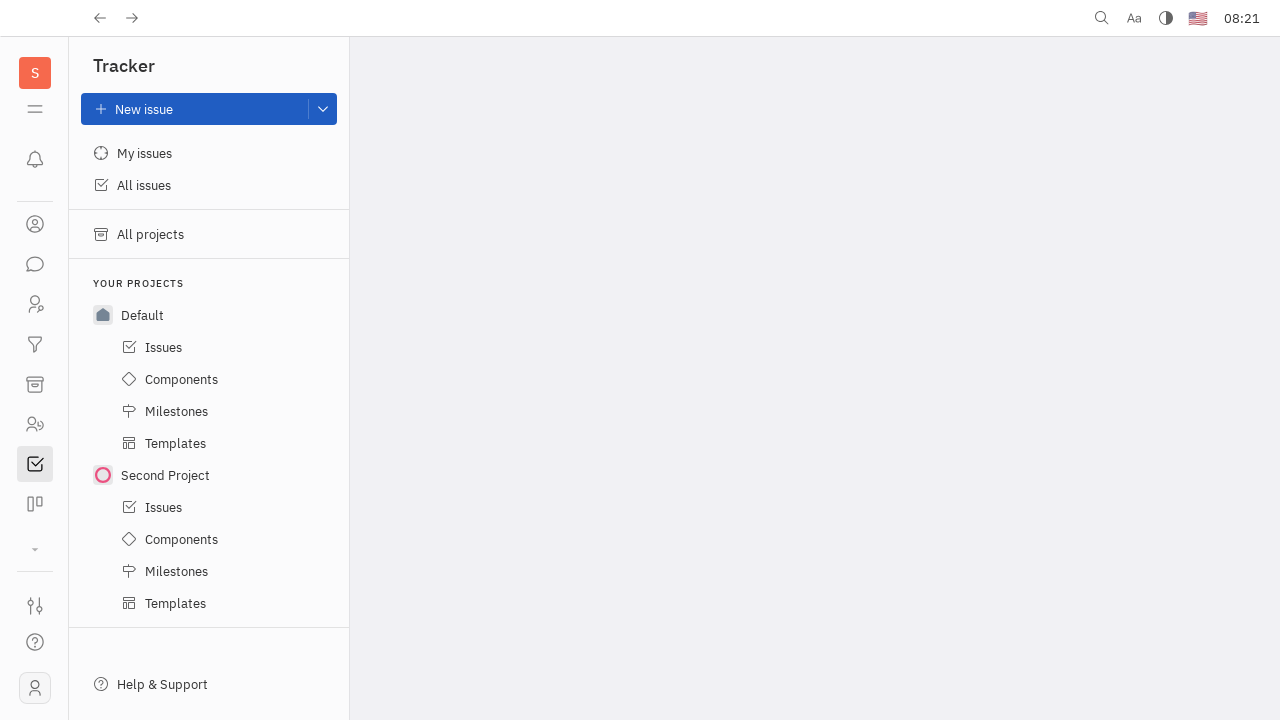 Aa
08:21
S
Tracker
New issue
My issues
All issues
All projects
YOUR PROJECTS
Default
Issues
Components
Milestones
Templates
Second Project
Issues
Components
Milestones
Templates
Help & Support